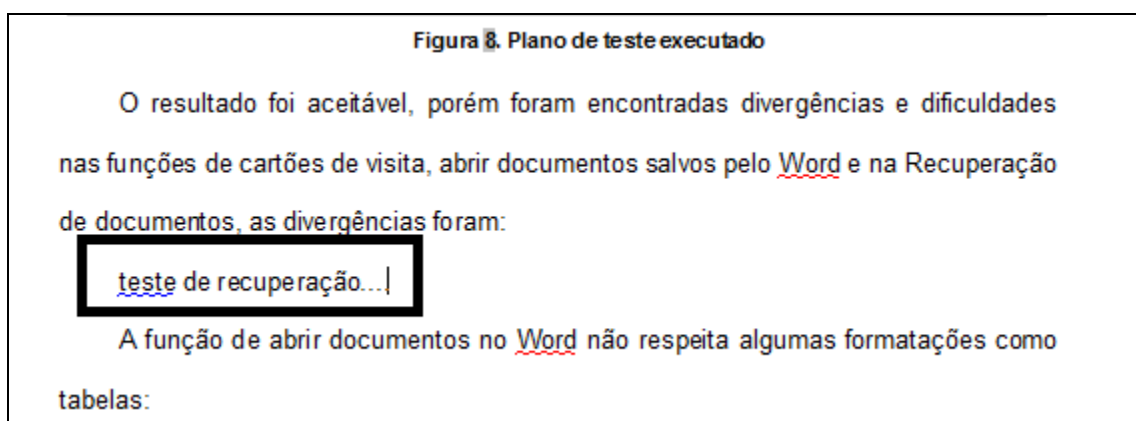 Figura 8. Plano de teste executado
O resultado foi aceitável, porém foram encontradas divergências e dificuldades
nas funções de cartões de visita, abrir documentos salvos pelo Word e na Recuperação
de documentos, as divergências foram:
teste de recuperação....
A função de abrir documentos no Word não respeita algumas formatações como
tabelas: